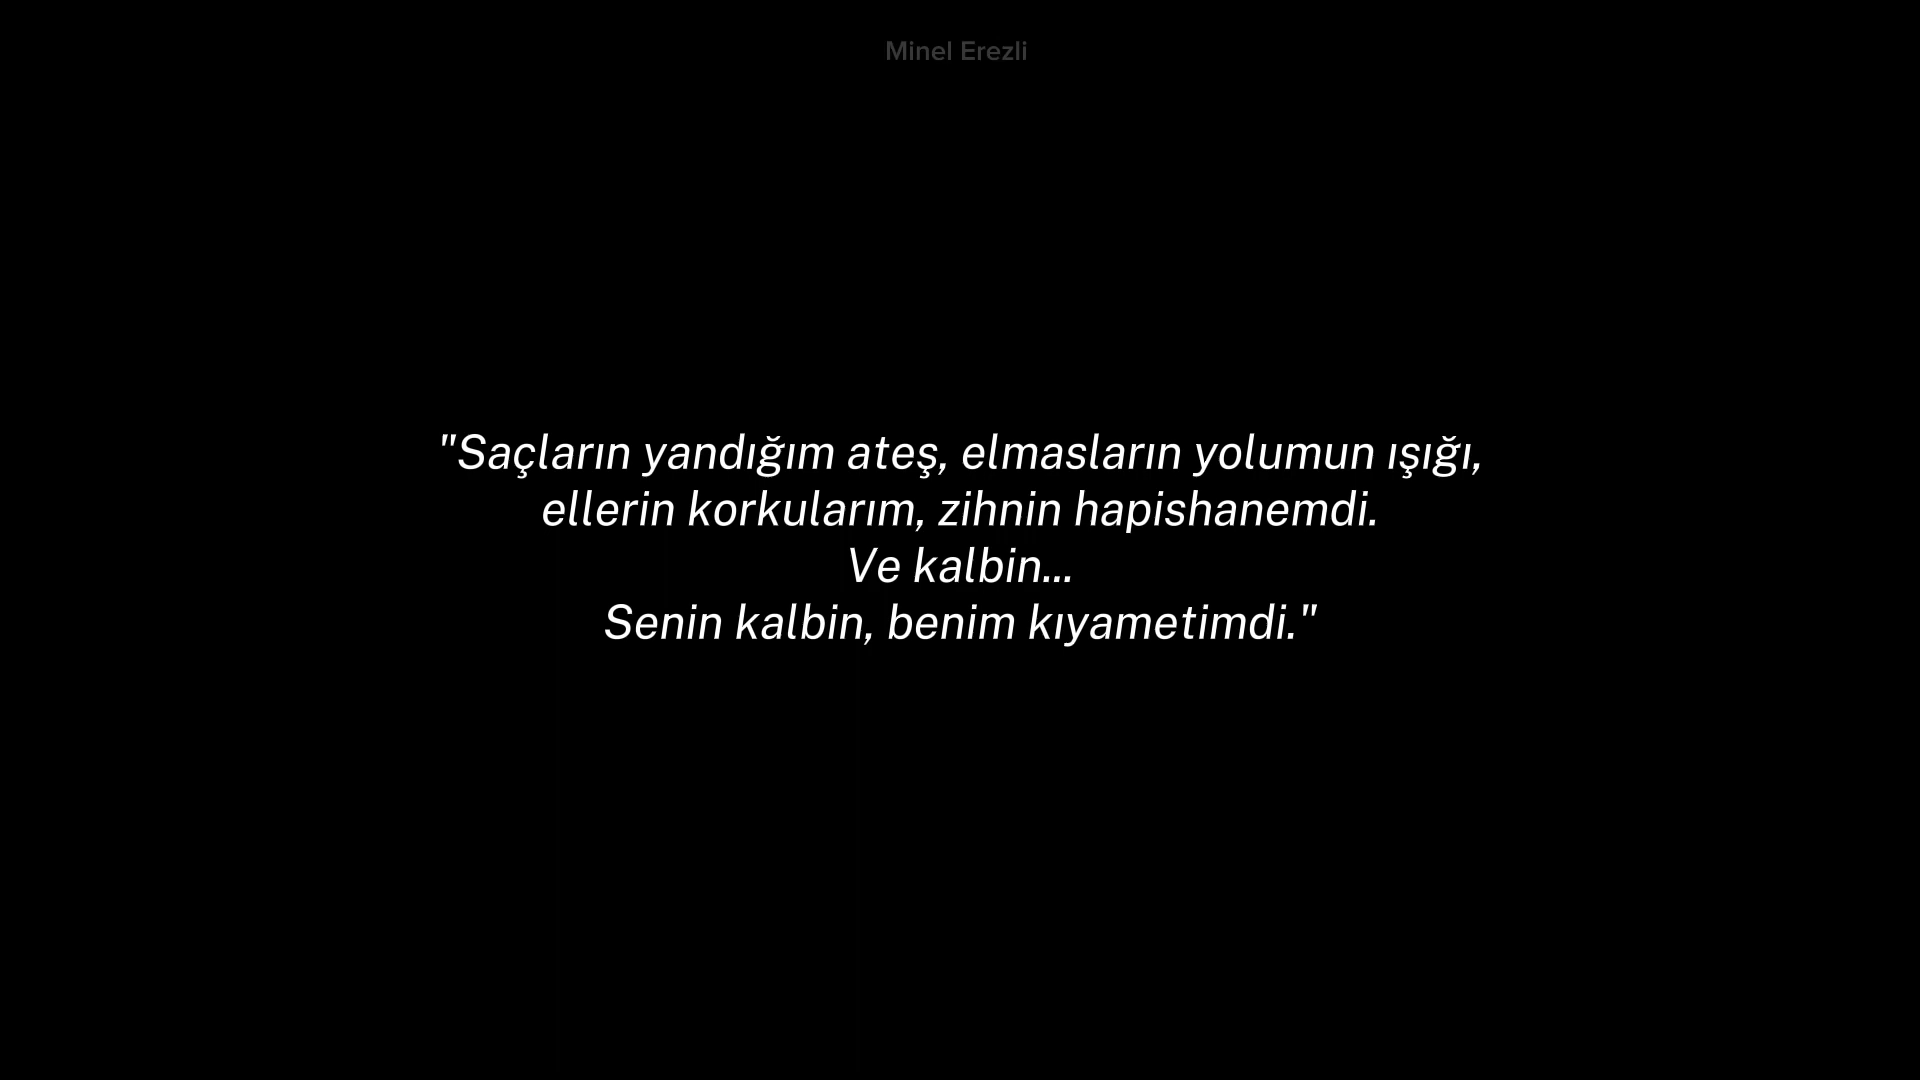 Minel Erezli
"Saçların yandığım ateş, elmasların yolumun ışığı,
ellerin korkularım, zihnin hapishanemdi.
Ve kalbin...
Senin kalbin, benim kıyametimdi."